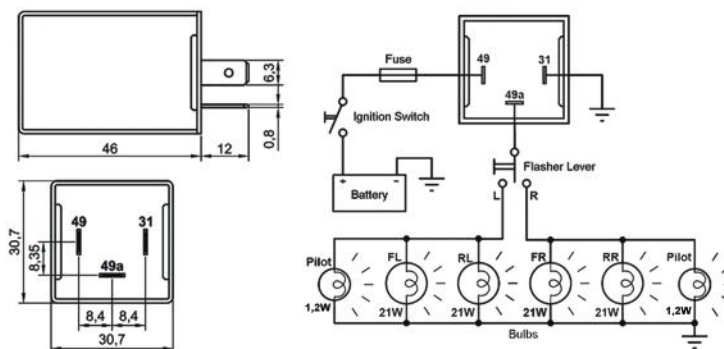 46
12
6,3
0,8
49
31
49a
30,7
8,35
8,4
8,4
30,7
Fuse
49
31
49a
Ignition Switch
Flasher Lever
+
-
Battery
L
R
Pilot
FL
RL
FR
RR
Pilot
1,2W
21W
21W
21W
21W
1,2W
Bulbs